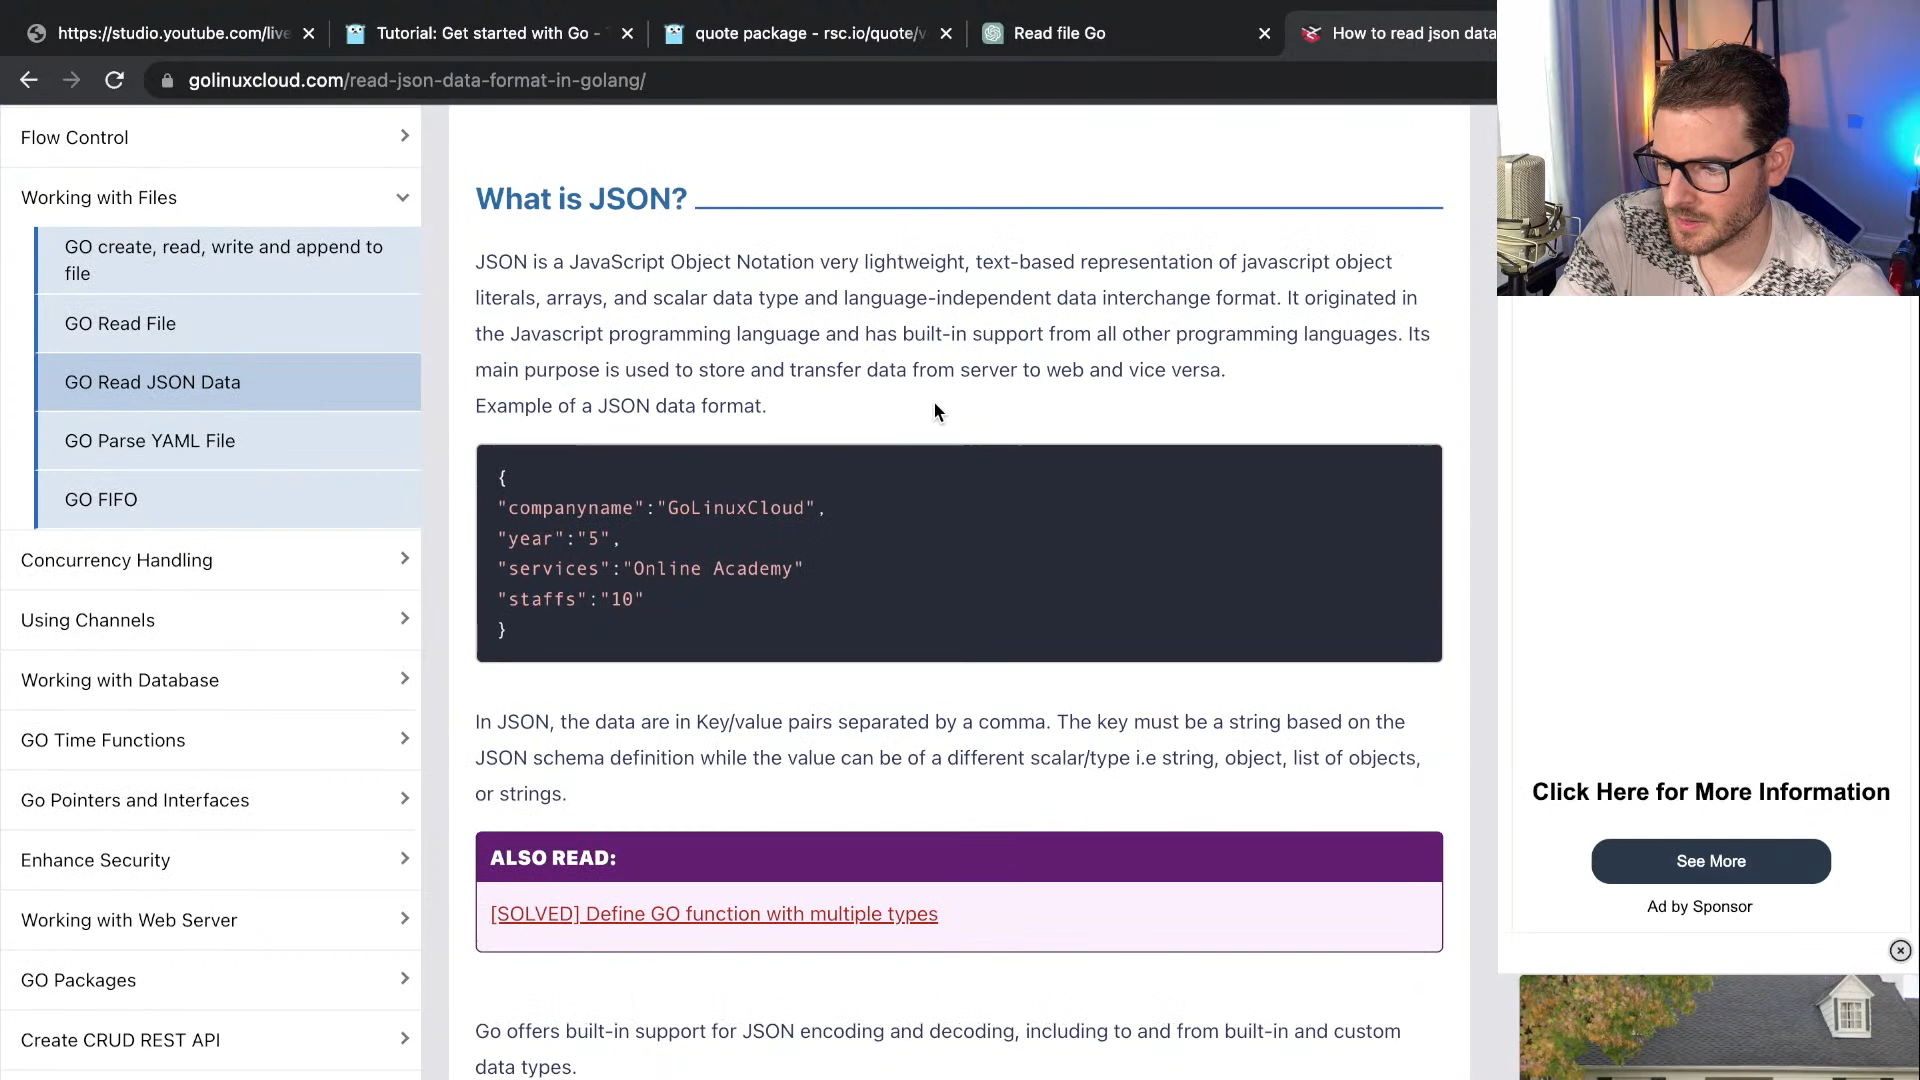 https://studio.youtube.com/live
Tutorial: Get started with Go -
quote package - rsc.io/quote/v
Read file Go
How to read json data
golinuxcloud.com/read-json-data-format-in-golang/
Flow Control
Working with Files
GO create, read, write and append to
file
GO Read File
GO Read JSON Data
GO Parse YAML File
GO FIFO
Concurrency Handling
Using Channels
Working with Database
GO Time Functions
Go Pointers and Interfaces
Enhance Security
Working with Web Server
GO Packages
Create CRUD REST API
What is JSON?
JSON is a JavaScript Object Notation very lightweight, text-based representation of javascript object
literals, arrays, and scalar data type and language-independent data interchange format. It originated in
the Javascript programming language and has built-in support from all other programming languages. Its
main purpose is used to store and transfer data from server to web and vice versa.
Example of a JSON data format.
{
"companyname":"GoLinuxCloud",
"year":"5",
"services":"Online Academy"
"staffs":"10"
}
In JSON, the data are in Key/value pairs separated by a comma. The key must be a string based on the
JSON schema definition while the value can be of a different scalar/type i.e string, object, list of objects,
or strings.
ALSO READ:
[SOLVED] Define GO function with multiple types
Go offers built-in support for JSON encoding and decoding, including to and from built-in and custom
data types.
Click Here for More Information
See More
Ad by Sponsor